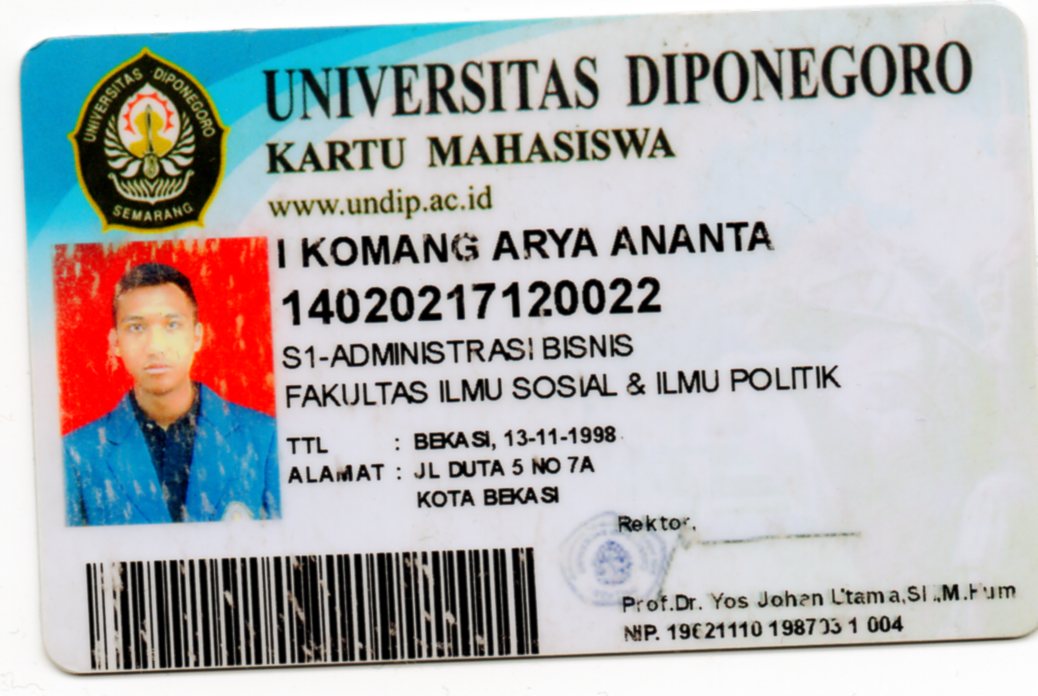 UNIVERSITAS DIPONEGORO
SEMARANG
UNIVERSITAS DIPONEGORO
KARTU MAHASISWA
www.undip.ac.id
I KOMANG ARYA ANANTA
14020217120022
S1-ADMINISTRASI BISNIS
FAKULTAS ILMU SOSIAL & ILMU POLITIK
TTL : BEKASI, 13-11-1998
ALAMAT : JL DUTA 5 NO 7A
KOTA BEKASI
Rektor,
Prof.Dr. Yos Johan Utama,SH.,M.Hum
NIP. 19621110 198703 1 004